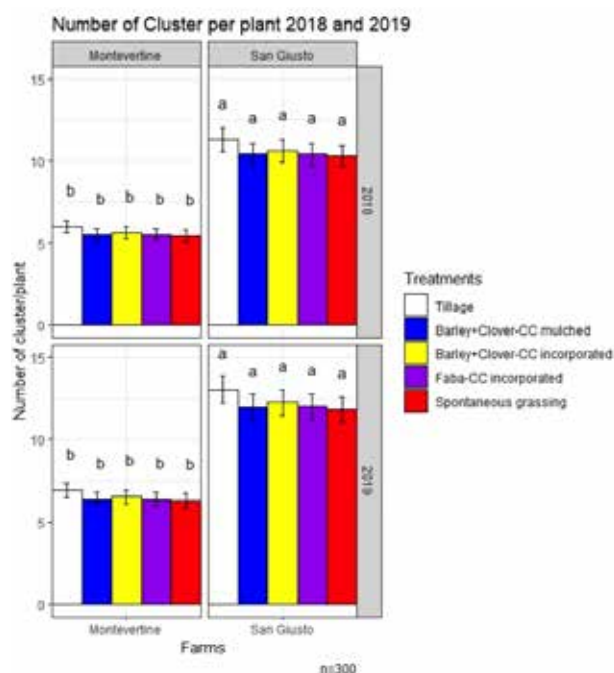 Number of Cluster per plant 2018 and 2019
Montevertine
San Giusto
15
10
5
0
b b b b b
a a a a a
2018
15
10
5
0
b b b b b
a a a a a
2019
Number of cluster/plant
Montevertine
San Giusto
Farms
n=300
Treatments
Tillage
Barley+Clover-CC mulched
Barley+Clover-CC incorporated
Faba-CC incorporated
Spontaneous grassing